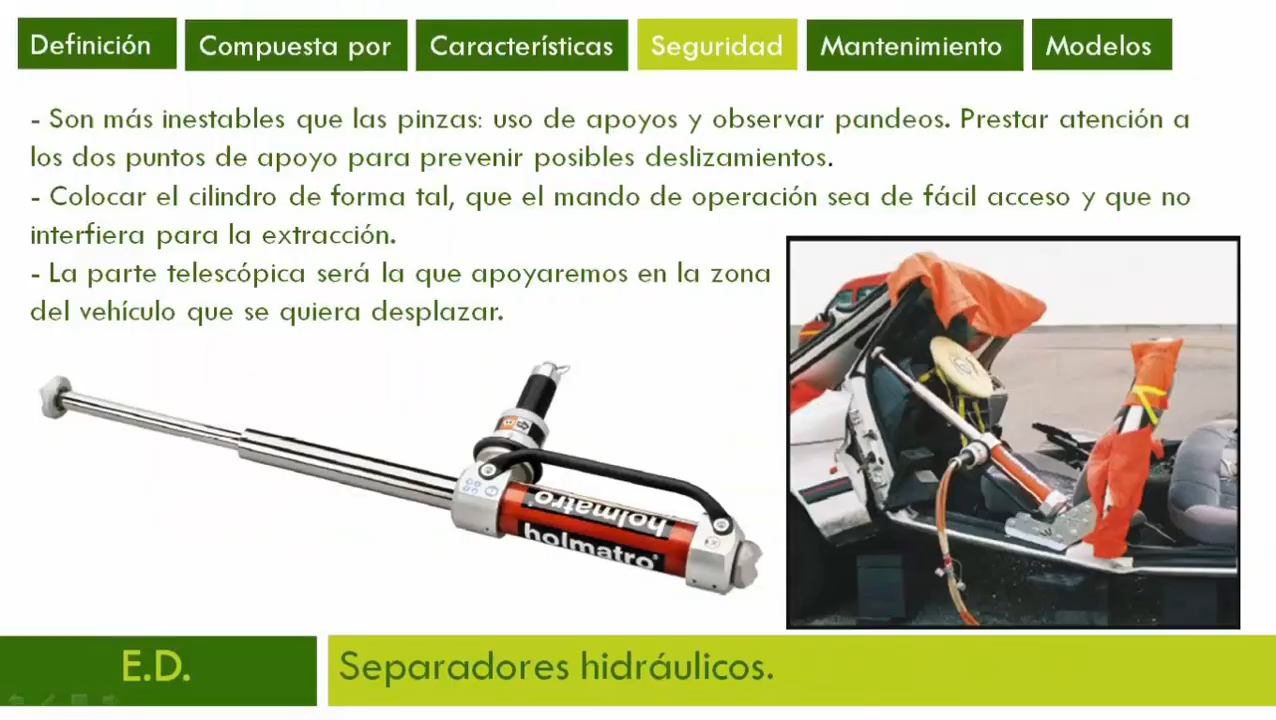 Definición
Compuesta por
Características
Seguridad
Mantenimiento
Modelos
- Son más inestables que las pinzas: uso de apoyos y observar pandeos. Prestar atención a
los dos puntos de apoyo para prevenir posibles deslizamientos.
- Colocar el cilindro de forma tal, que el mando de operación sea de fácil acceso y que no
interfiera para la extracción.
- La parte telescópica será la que apoyaremos en la zona
del vehículo que se quiera desplazar.
holmatro
holmatro
E.D.
Separadores hidráulicos.